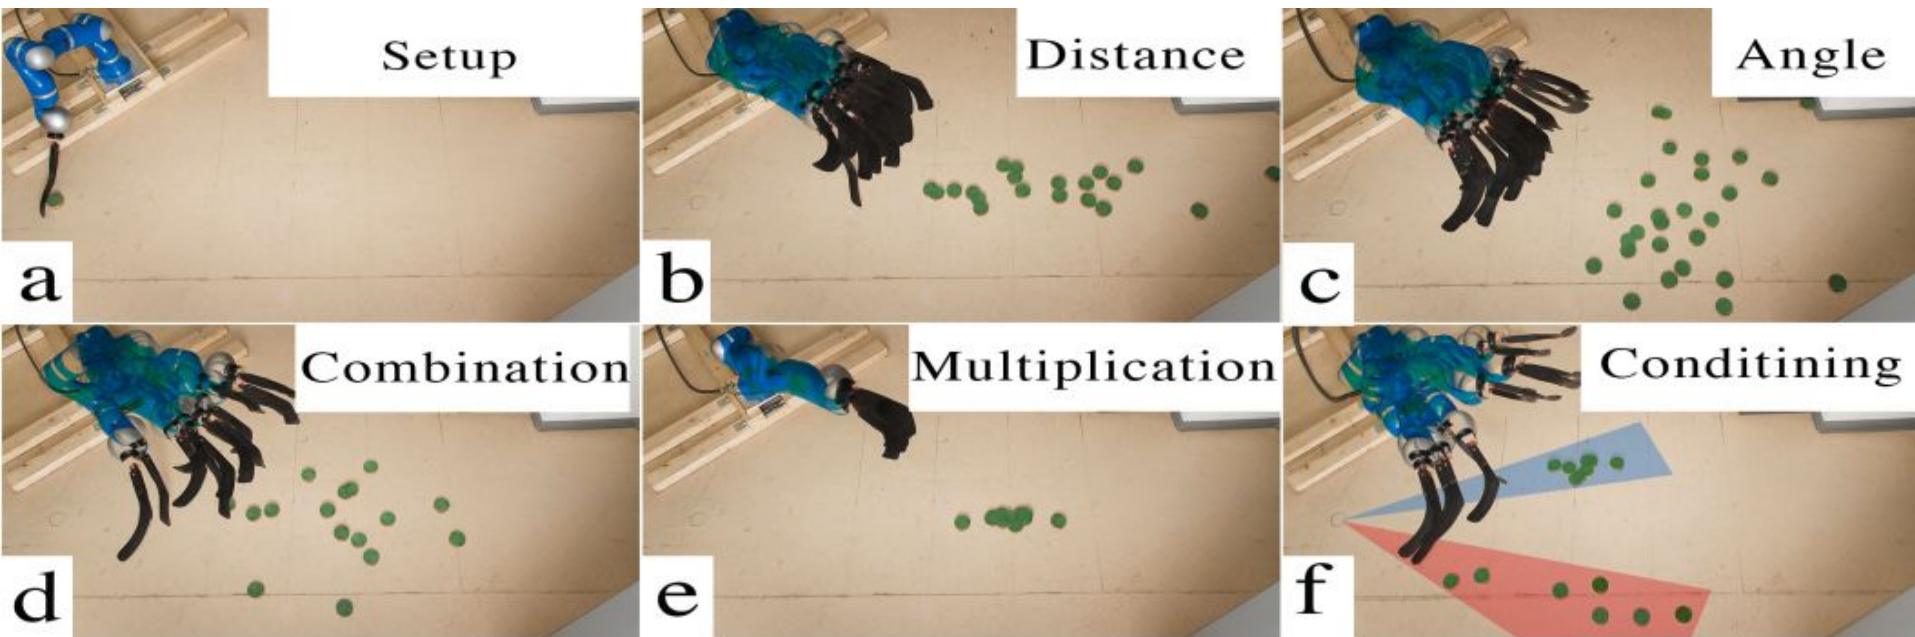 Setup
a
Distance
b
Angle
c
Combination
d
Multiplication
e
Conditining
f